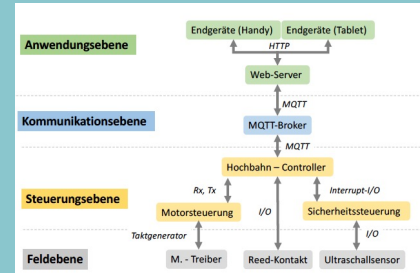 Anwendungsebene
Endgeräte (Handy)
Endgeräte (Tablet)
HTTP
Web-Server
MQTT
Kommunikationsebene
MQTT-Broker
MQTT
Hochbahn – Controller
Rx, Tx
I/O
Interrupt-I/O
Steuerungsebene
Motorsteuerung
Sicherheitssteuerung
Taktgenerator
I/O
Feldebene
M. - Treiber
Reed-Kontakt
Ultraschallsensor